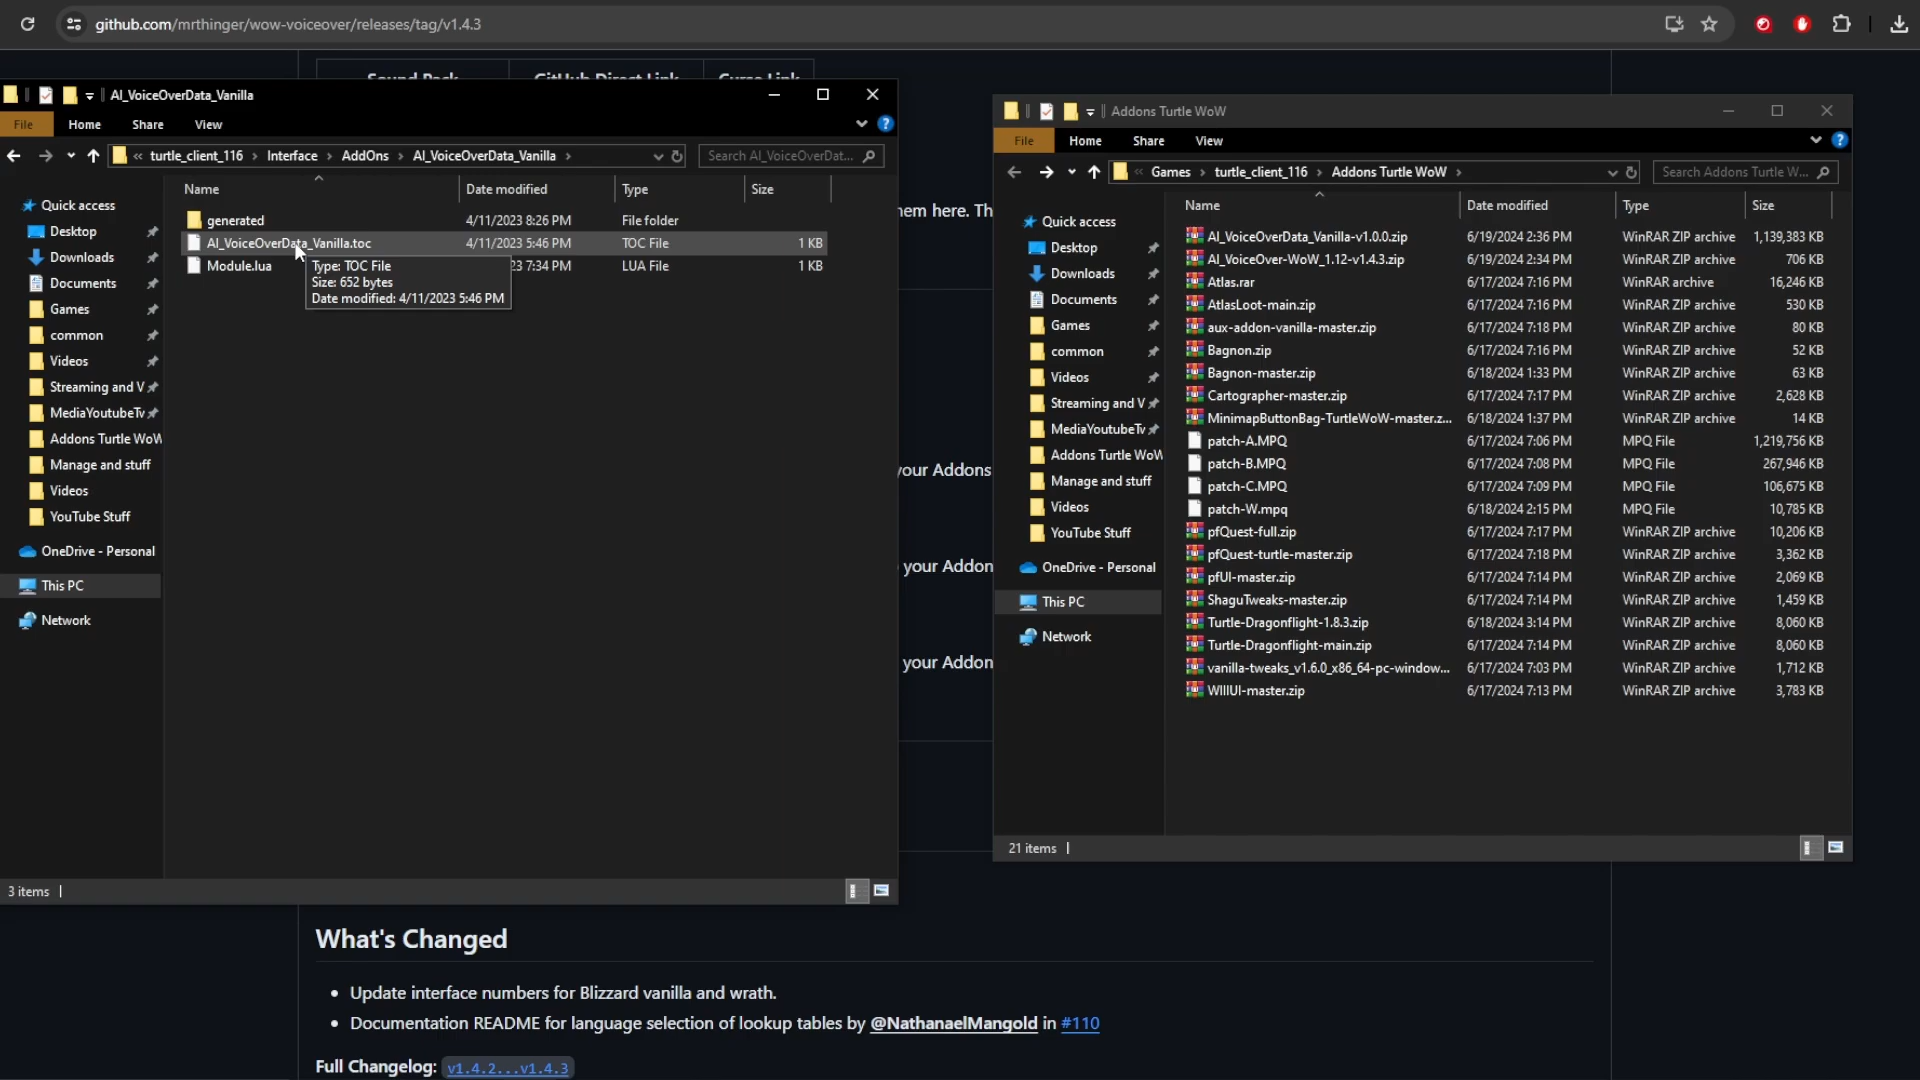 github.com/mrthinger/wow-voiceover/releases/tag/v1.4.3
Sound Pack GitHub Direct Link Curse Link
AI_VoiceOverData_Vanilla
File Home Share View
turtle_client_116 Interface AddOns AI_VoiceOverData_Vanilla
Search AI_VoiceOverDat...
Name Date modified Type Size
generated 4/11/2023 8:26 PM File folder
AI_VoiceOverData_Vanilla.toc 4/11/2023 5:46 PM TOC File 1 KB
Module.lua 23 7:34 PM LUA File 1 KB
Type: TOC File
Size: 652 bytes
Date modified: 4/11/2023 5:46 PM
Quick access
Desktop
Downloads
Documents
Games
common
Videos
Streaming and V
MediaYoutubeTv
Addons Turtle WoW
Manage and stuff
Videos
YouTube Stuff
OneDrive - Personal
This PC
Network
3 items
Addons Turtle WoW
File Home Share View
Games turtle_client_116 Addons Turtle WoW
Search Addons Turtle W...
Quick access
Desktop
Downloads
Documents
Games
common
Videos
Streaming and V
MediaYoutubeTv
Addons Turtle WoW
Manage and stuff
Videos
YouTube Stuff
OneDrive - Personal
This PC
Network
Name Date modified Type Size
AI_VoiceOverData_Vanilla-v1.0.0.zip 6/19/2024 2:36 PM WinRAR ZIP archive 1,139,383 KB
AI_VoiceOver-WoW_1.12-v1.4.3.zip 6/19/2024 2:34 PM WinRAR ZIP archive 706 KB
Atlas.rar 6/17/2024 7:16 PM WinRAR archive 16,246 KB
AtlasLoot-main.zip 6/17/2024 7:16 PM WinRAR ZIP archive 530 KB
aux-addon-vanilla-master.zip 6/17/2024 7:18 PM WinRAR ZIP archive 80 KB
Bagnon.zip 6/17/2024 7:16 PM WinRAR ZIP archive 52 KB
Bagnon-master.zip 6/18/2024 1:33 PM WinRAR ZIP archive 63 KB
Cartographer-master.zip 6/17/2024 7:17 PM WinRAR ZIP archive 2,628 KB
MinimapButtonBag-TurtleWoW-master.z... 6/18/2024 1:37 PM WinRAR ZIP archive 14 KB
patch-A.MPQ 6/17/2024 7:06 PM MPQ File 1,219,756 KB
patch-B.MPQ 6/17/2024 7:08 PM MPQ File 267,946 KB
patch-C.MPQ 6/17/2024 7:09 PM MPQ File 106,675 KB
patch-W.mpq 6/18/2024 2:15 PM MPQ File 10,785 KB
pfQuest-full.zip 6/17/2024 7:17 PM WinRAR ZIP archive 10,206 KB
pfQuest-turtle-master.zip 6/17/2024 7:18 PM WinRAR ZIP archive 3,362 KB
pfUI-master.zip 6/17/2024 7:14 PM WinRAR ZIP archive 2,069 KB
ShaguTweaks-master.zip 6/17/2024 7:14 PM WinRAR ZIP archive 1,459 KB
Turtle-Dragonflight-1.8.3.zip 6/18/2024 3:14 PM WinRAR ZIP archive 8,060 KB
Turtle-Dragonflight-main.zip 6/17/2024 7:14 PM WinRAR ZIP archive 8,060 KB
vanilla-tweaks_v1.6.0_x86_64-pc-window... 6/17/2024 7:03 PM WinRAR ZIP archive 1,712 KB
WIIIUI-master.zip 6/17/2024 7:13 PM WinRAR ZIP archive 3,783 KB
21 items
em here. Th
your Addons
your Addon
your Addon
What's Changed
• Update interface numbers for Blizzard vanilla and wrath.
• Documentation README for language selection of lookup tables by @NathanaelMangold in #110
Full Changelog: v1.4.2...v1.4.3